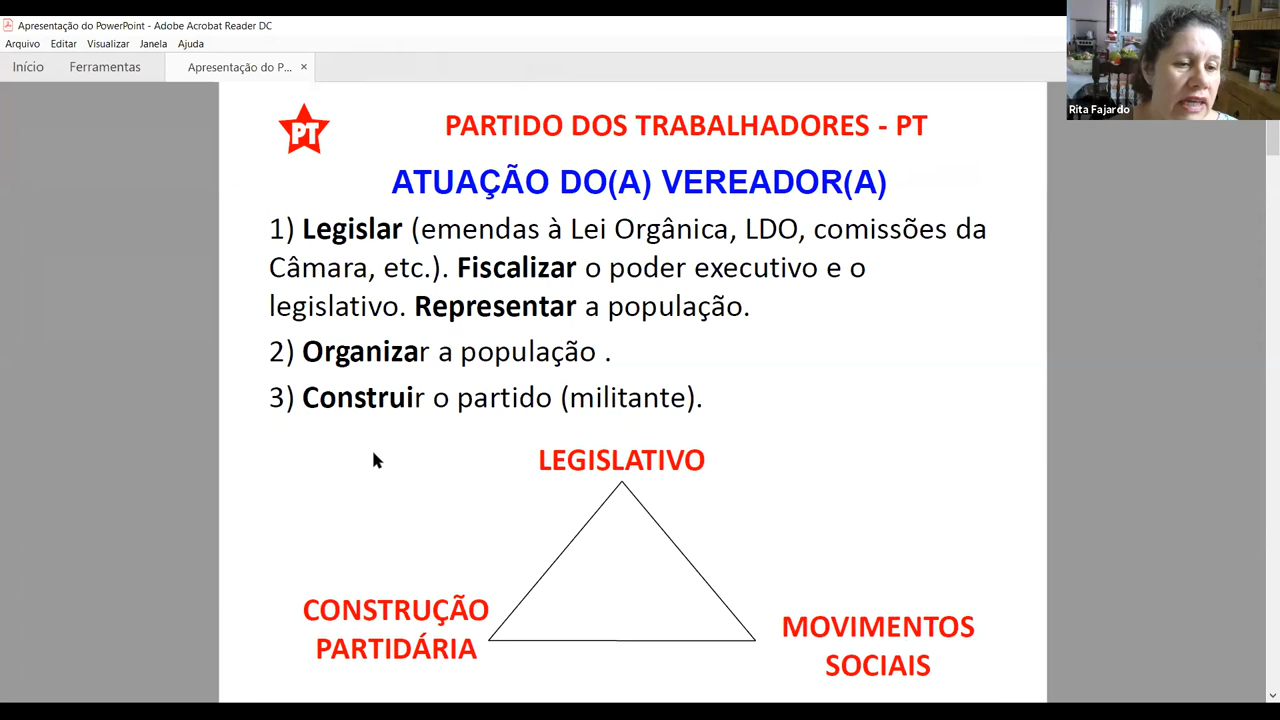 Apresentação do PowerPoint - Adobe Acrobat Reader DC
Arquivo Editar Visualizar Janela Ajuda
Início Ferramentas Apresentação do P... ×
Rita Fajardo
PT
PARTIDO DOS TRABALHADORES - PT
ATUAÇÃO DO(A) VEREADOR(A)
1) Legislar (emendas à Lei Orgânica, LDO, comissões da
Câmara, etc.). Fiscalizar o poder executivo e o
legislativo. Representar a população.
2) Organizar a população .
3) Construir o partido (militante).
LEGISLATIVO
CONSTRUÇÃO
PARTIDÁRIA
MOVIMENTOS
SOCIAIS